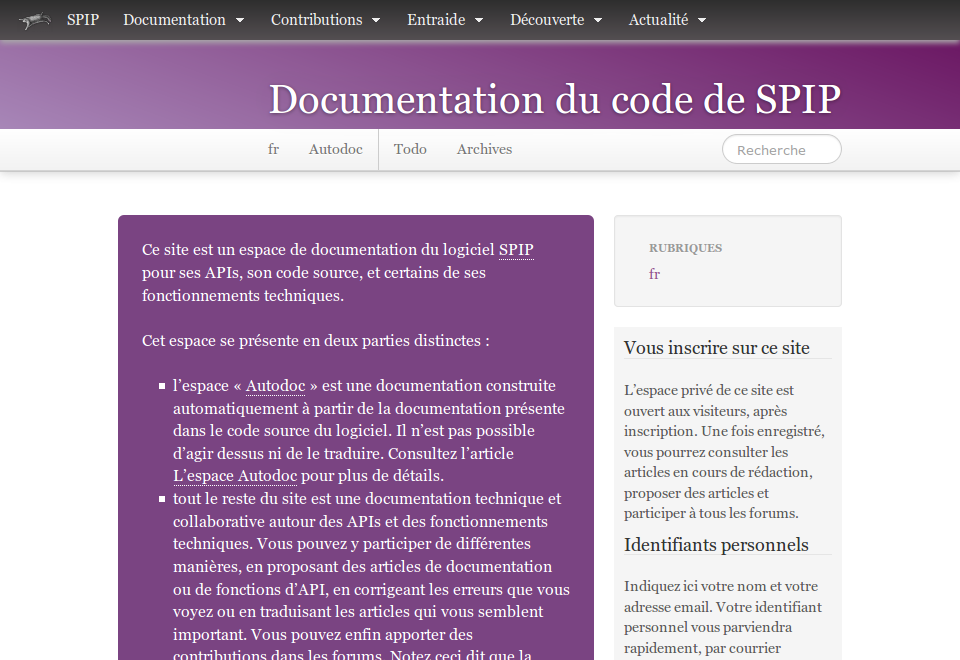 SPIP Documentation Contributions Entraide Découverte Actualité
Documentation du code de SPIP
fr Autodoc Todo Archives Recherche
Ce site est un espace de documentation du logiciel SPIP
pour ses APIs, son code source, et certains de ses
fonctionnements techniques.
Cet espace se présente en deux parties distinctes :
l’espace « Autodoc » est une documentation construite
automatiquement à partir de la documentation présente
dans le code source du logiciel. Il n’est pas possible
d’agir dessus ni de le traduire. Consultez l’article
L’espace Autodoc pour plus de détails.
tout le reste du site est une documentation technique et
collaborative autour des APIs et des fonctionnements
techniques. Vous pouvez y participer de différentes
manières, en proposant des articles de documentation
ou de fonctions d’API, en corrigeant les erreurs que vous
voyez ou en traduisant les articles qui vous semblent
important. Vous pouvez enfin apporter des
contributions dans les forums. Notez ceci dit que la
RUBRIQUES
fr
Vous inscrire sur ce site
L’espace privé de ce site est
ouvert aux visiteurs, après
inscription. Une fois enregistré,
vous pourrez consulter les
articles en cours de rédaction,
proposer des articles et
participer à tous les forums.
Identifiants personnels
Indiquez ici votre nom et votre
adresse email. Votre identifiant
personnel vous parviendra
rapidement, par courrier